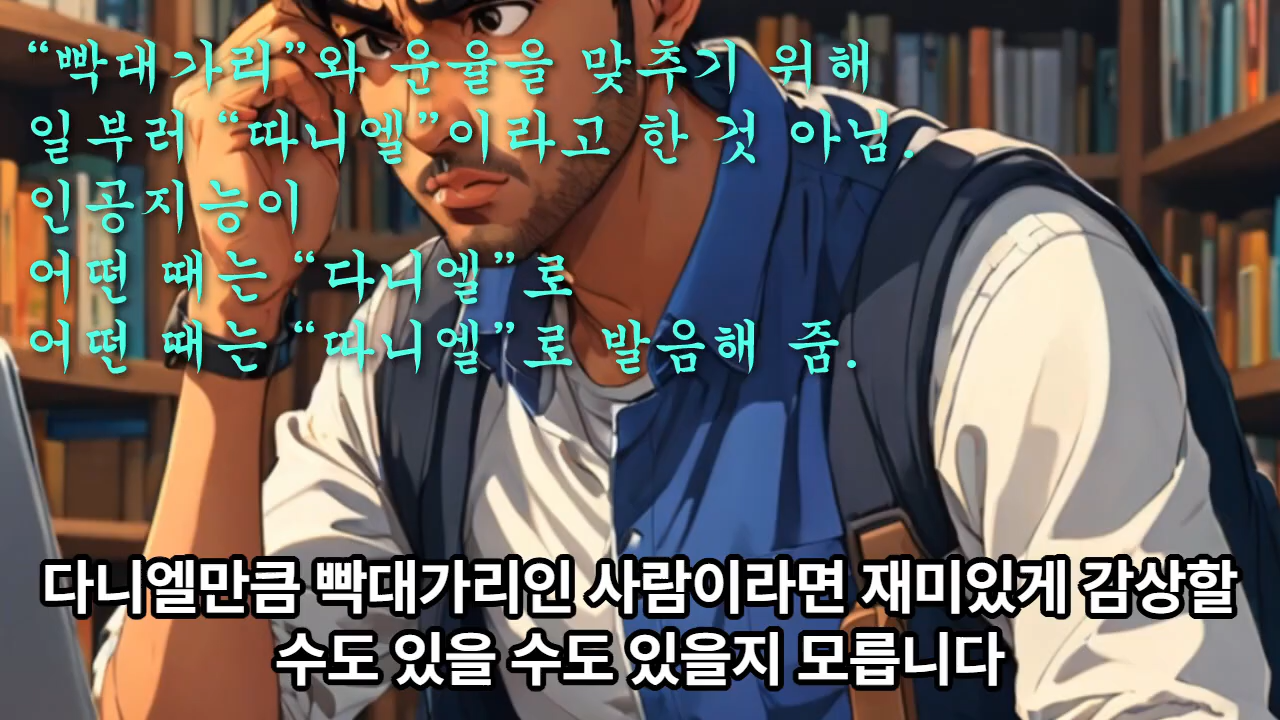 “빡대가리”와 운율을 맞추기 위해
일부러 “따니엘”이라고 한 것 아님.
인공지능이
어떤 때는 “다니엘”로
어떤 때는 “따니엘”로 발음해 줌.
다니엘만큼 빡대가리인 사람이라면 재미있게 감상할
수도 있을 수도 있을지 모릅니다